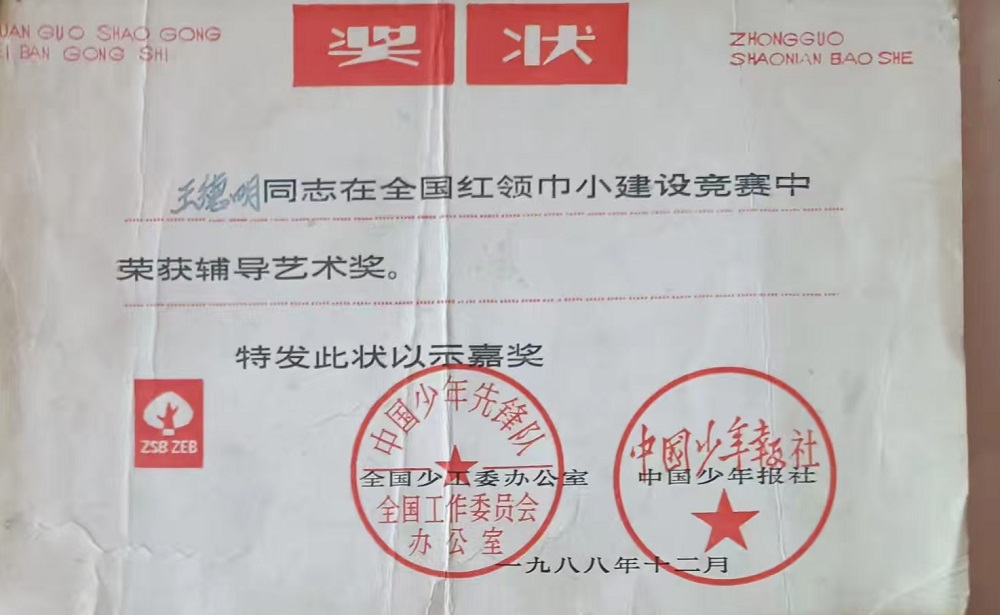 UAN GUO SHAO GONG
EI BAN GONG SHI
奖状
ZHONGGUO
SHAONIAN BAO SHE
王德明同志在全国红领巾小建设竞赛中
荣获辅导艺术奖。
特发此状以示嘉奖
ZSB ZEB
中国少年先锋队
全国少工委办公室
全国工作委员会
办公室
中国少年报社
中国少年报社
一九八八年十二月